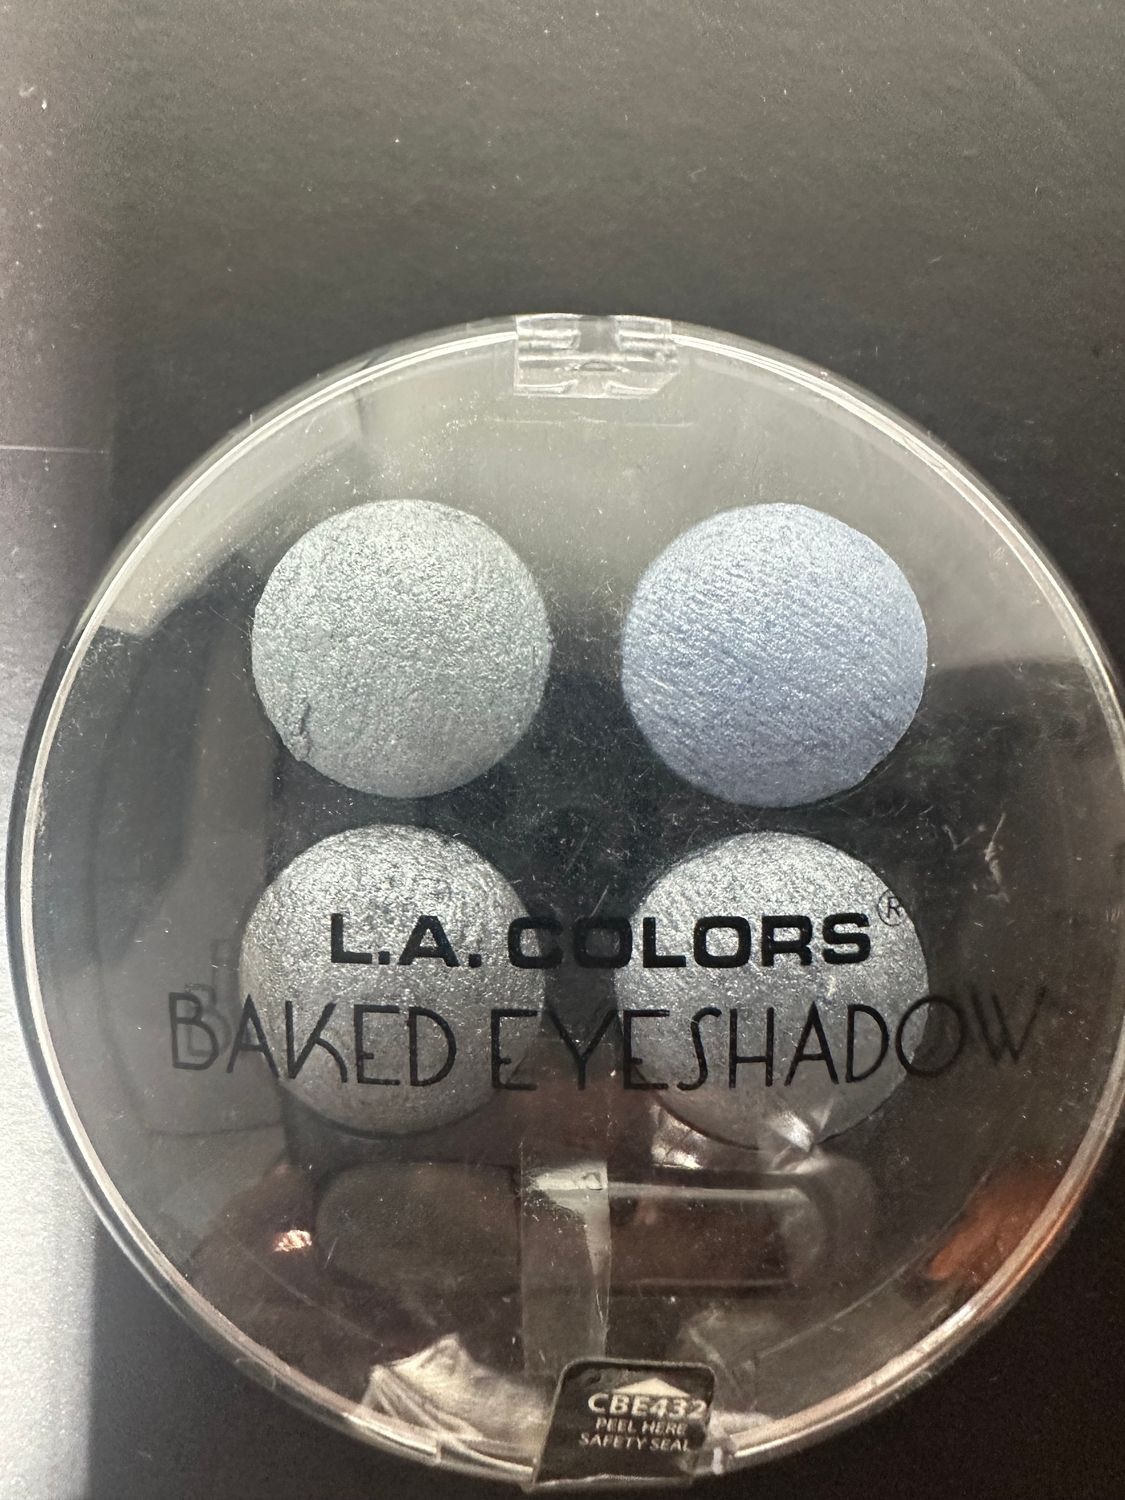 L.A. COLORS®
BAKED EYESHADOW
CBE432
PEEL HERE
SAFETY SEAL